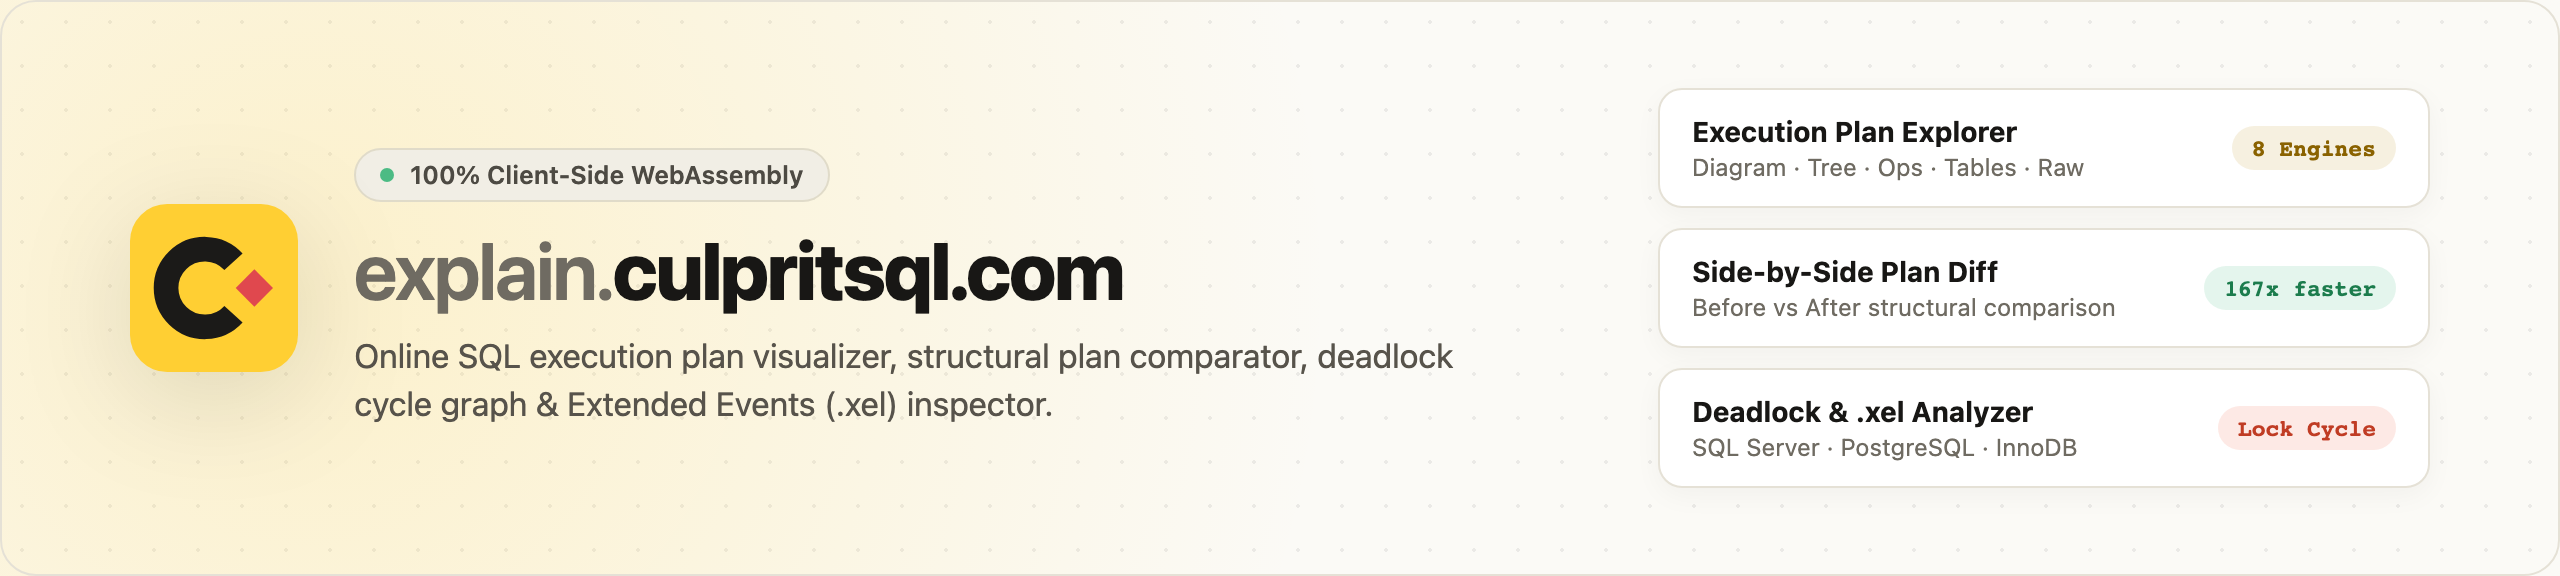 100% Client-Side WebAssembly
explain.culpritsql.com
Online SQL execution plan visualizer, structural plan comparator, deadlock
cycle graph & Extended Events (.xel) inspector.
Execution Plan Explorer
Diagram · Tree · Ops · Tables · Raw
8 Engines
Side-by-Side Plan Diff
Before vs After structural comparison
167x faster
Deadlock & .xel Analyzer
SQL Server · PostgreSQL · InnoDB
Lock Cycle